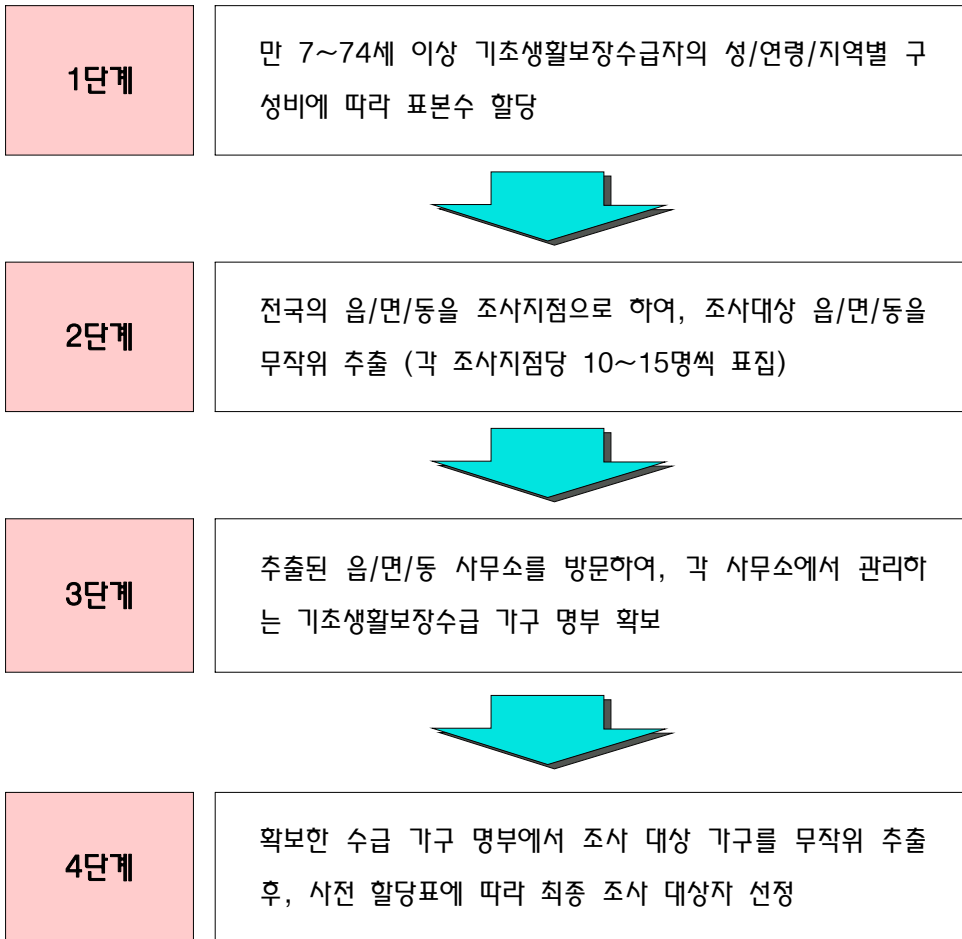 1단계
만 7~74세 이상 기초생활보장수급자의 성/연령/지역별 구
성비에 따라 표본수 할당
2단계
전국의 읍/면/동을 조사지점으로 하여, 조사대상 읍/면/동을
무작위 추출 (각 조사지점당 10~15명씩 표집)
3단계
추출된 읍/면/동 사무소를 방문하여, 각 사무소에서 관리하
는 기초생활보장수급 가구 명부 확보
4단계
확보한 수급 가구 명부에서 조사 대상 가구를 무작위 추출
후, 사전 할당표에 따라 최종 조사 대상자 선정